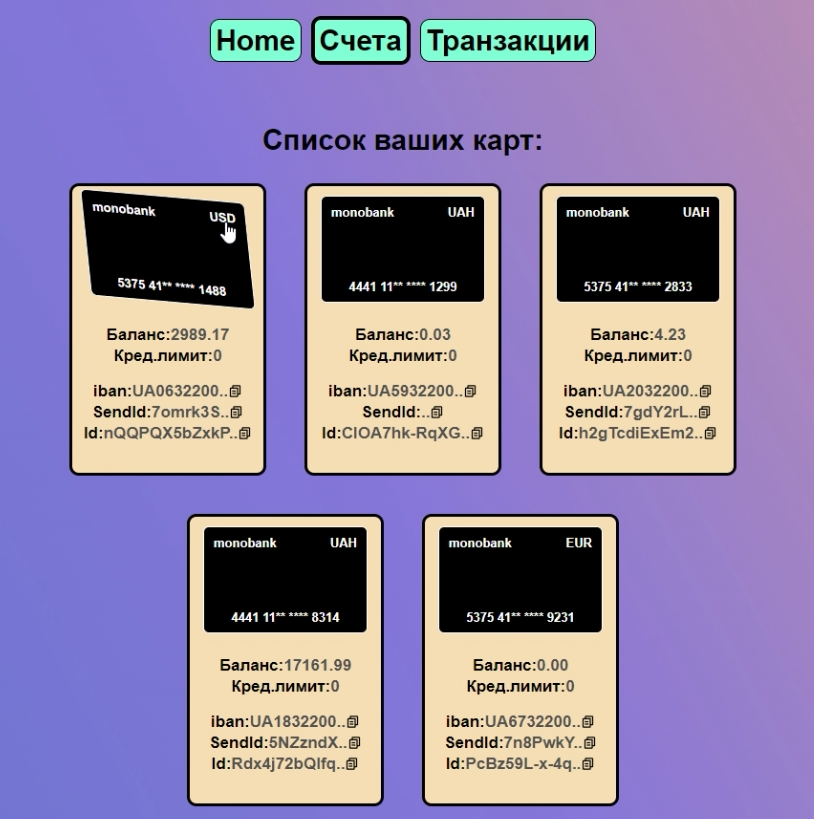 Home Счета Транзакции
Список ваших карт:
monobank USD
5375 41** **** 1488
Баланс:2989.17
Кред.лимит:0
iban:UA0632200..
SendId:7omrk3S..
Id:nQQPQX5bZxkP..
monobank UAH
4441 11** **** 1299
Баланс:0.03
Кред.лимит:0
iban:UA5932200..
SendId:..
Id:ClOA7hk-RqXG..
monobank UAH
5375 41** **** 2833
Баланс:4.23
Кред.лимит:0
iban:UA2032200..
SendId:7gdY2rL..
Id:h2gTcdiExEm2..
monobank UAH
4441 11** **** 8314
Баланс:17161.99
Кред.лимит:0
iban:UA1832200..
SendId:5NZzndX..
Id:Rdx4j72bQlfq..
monobank EUR
5375 41** **** 9231
Баланс:0.00
Кред.лимит:0
iban:UA6732200..
SendId:7n8PwkY..
Id:PcBz59L-x-4q..